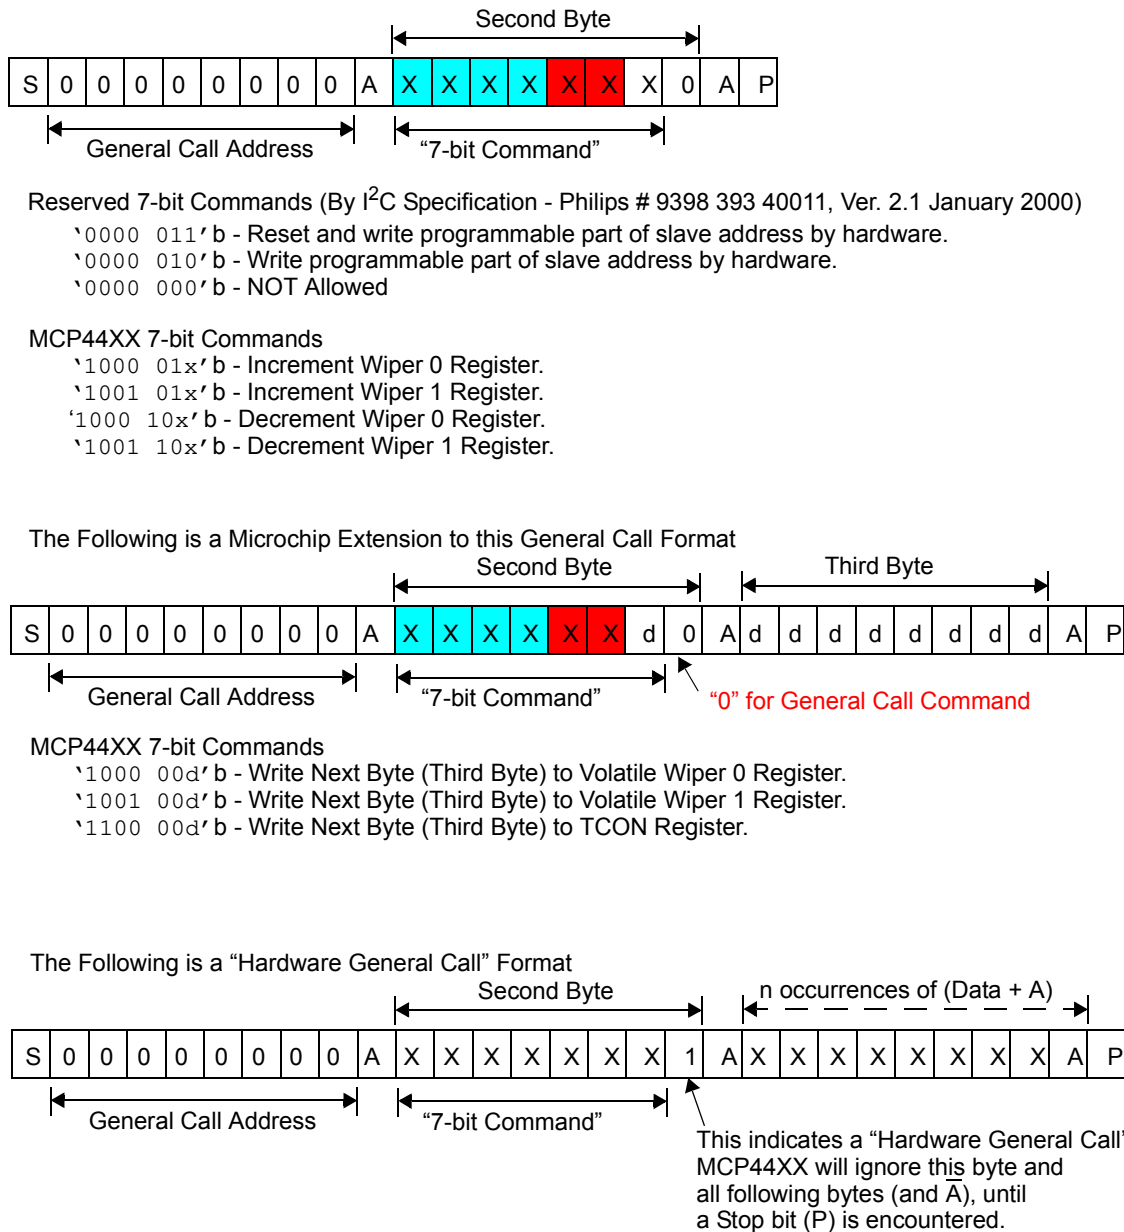 Second Byte
S 0 0 0 0 0 0 0 0 A X X X X X X X 0 A P
General Call Address “7-bit Command”
Reserved 7-bit Commands (By I²C Specification - Philips # 9398 393 40011, Ver. 2.1 January 2000)
‘0000 011’b - Reset and write programmable part of slave address by hardware.
‘0000 010’b - Write programmable part of slave address by hardware.
‘0000 000’b - NOT Allowed
MCP44XX 7-bit Commands
‘1000 01x’b - Increment Wiper 0 Register.
‘1001 01x’b - Increment Wiper 1 Register.
‘1000 10x’b - Decrement Wiper 0 Register.
‘1001 10x’b - Decrement Wiper 1 Register.
The Following is a Microchip Extension to this General Call Format
Second Byte Third Byte
S 0 0 0 0 0 0 0 0 A X X X X X X d 0 A d d d d d d d d A P
General Call Address “7-bit Command” “0” for General Call Command
MCP44XX 7-bit Commands
‘1000 00d’b - Write Next Byte (Third Byte) to Volatile Wiper 0 Register.
‘1001 00d’b - Write Next Byte (Third Byte) to Volatile Wiper 1 Register.
‘1100 00d’b - Write Next Byte (Third Byte) to TCON Register.
The Following is a “Hardware General Call” Format
Second Byte n occurrences of (Data + A)
S 0 0 0 0 0 0 0 0 A X X X X X X X 1 A X X X X X X X X A P
General Call Address “7-bit Command”
This indicates a “Hardware General Call”
MCP44XX will ignore this byte and
all following bytes (and A̅), until
a Stop bit (P) is encountered.